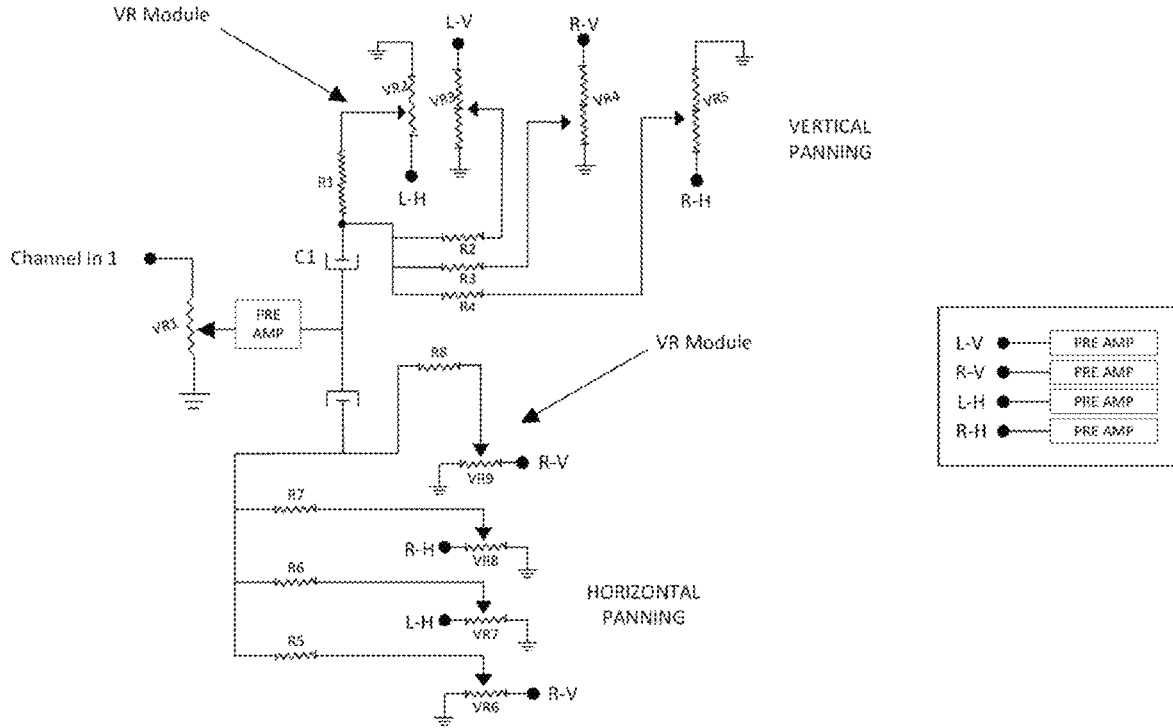 VR Module
L-V
R-V
VR2
VR3
VR4
VR5
VERTICAL
PANNING
R1
L-H
R-H
R2
R3
R4
Channel in 1
C1
VR1
PRE
AMP
R8
VR Module
L-V
PRE AMP
R-V
PRE AMP
L-H
PRE AMP
R-H
PRE AMP
R-V
VR9
R7
R-H
VR8
R6
HORIZONTAL
PANNING
L-H
VR7
R5
R-V
VR6